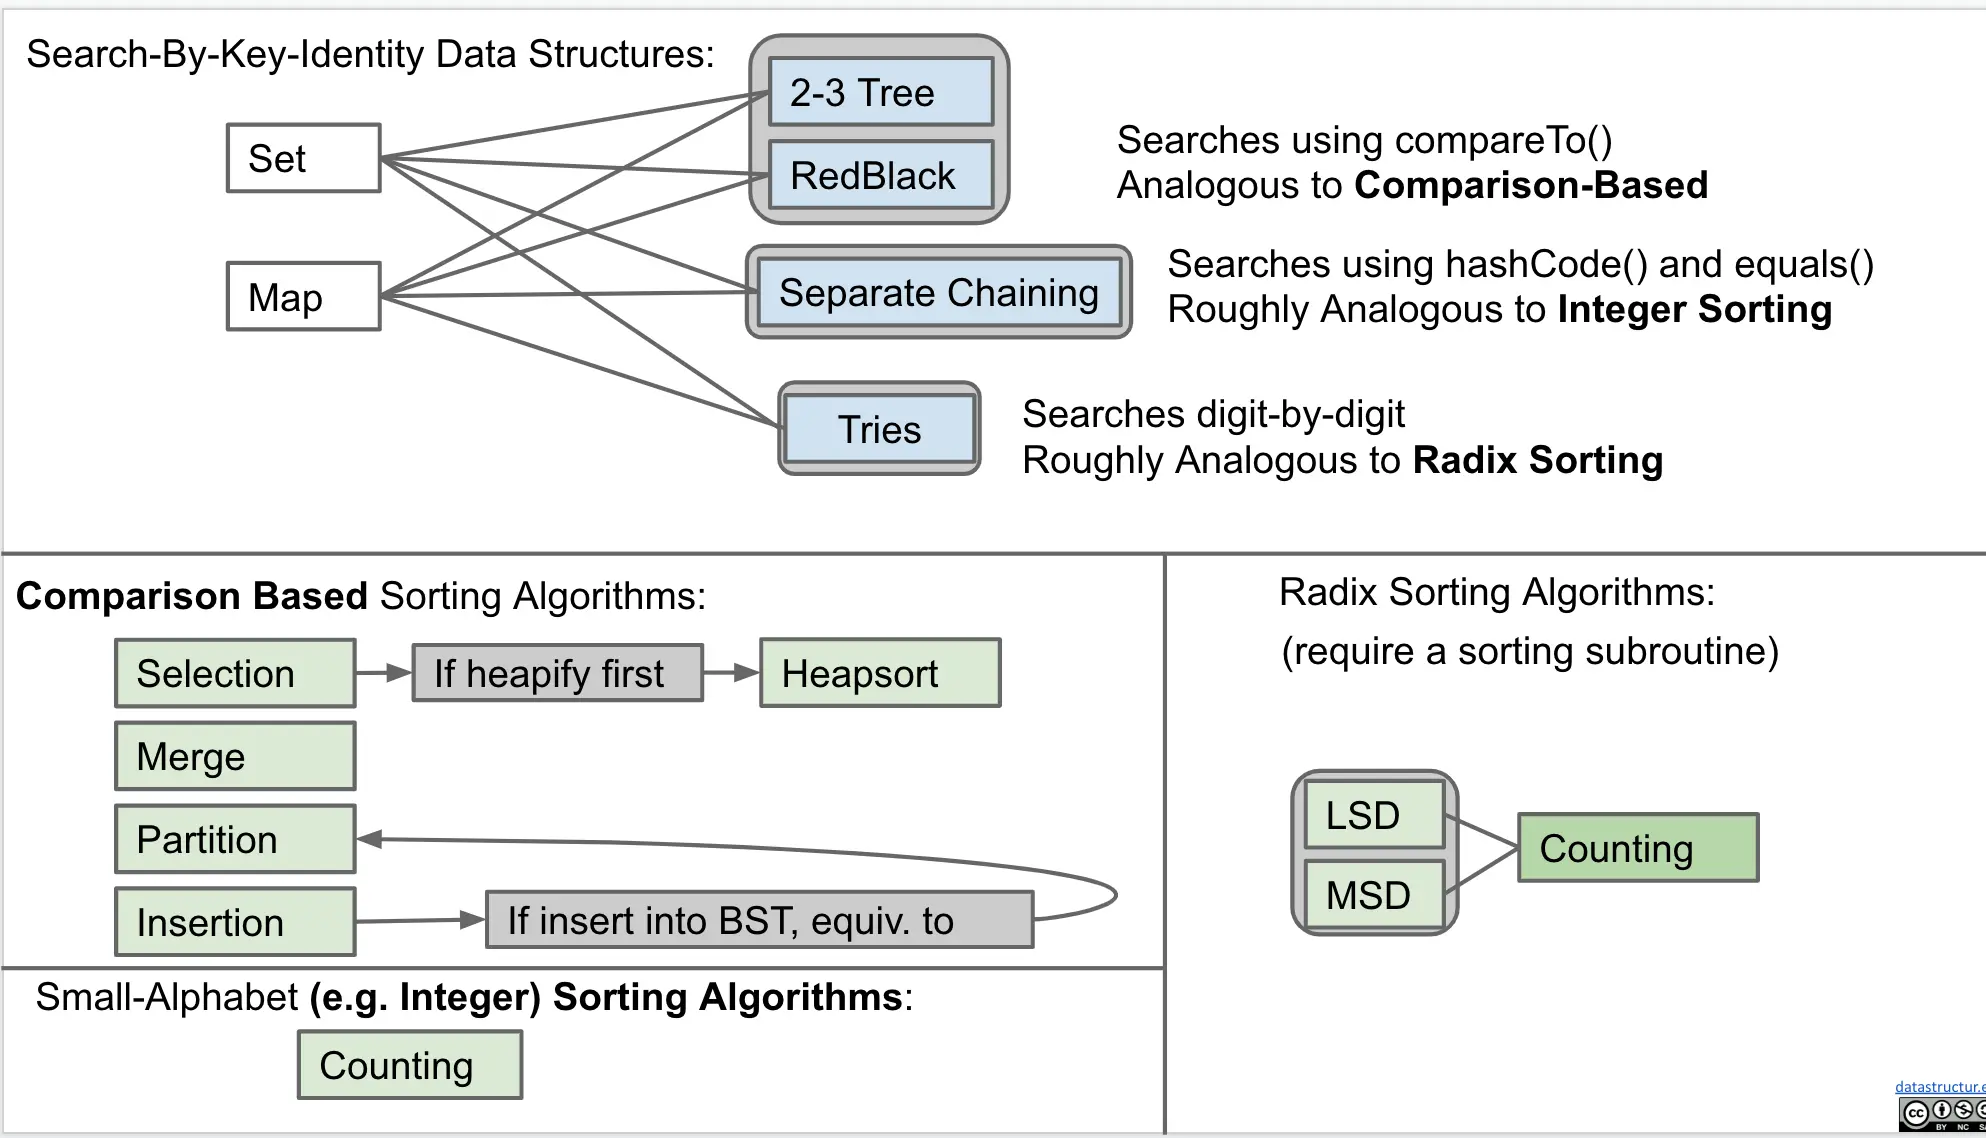 Search-By-Key-Identity Data Structures:
2-3 Tree
Set
RedBlack
Searches using compareTo()
Analogous to Comparison-Based
Map
Separate Chaining
Searches using hashCode() and equals()
Roughly Analogous to Integer Sorting
Tries
Searches digit-by-digit
Roughly Analogous to Radix Sorting
Comparison Based Sorting Algorithms:
Selection
If heapify first
Heapsort
Merge
Partition
Insertion
If insert into BST, equiv. to
Small-Alphabet (e.g. Integer) Sorting Algorithms:
Counting
Radix Sorting Algorithms:
(require a sorting subroutine)
LSD
MSD
Counting
datastructur.e
cc
BY NC S